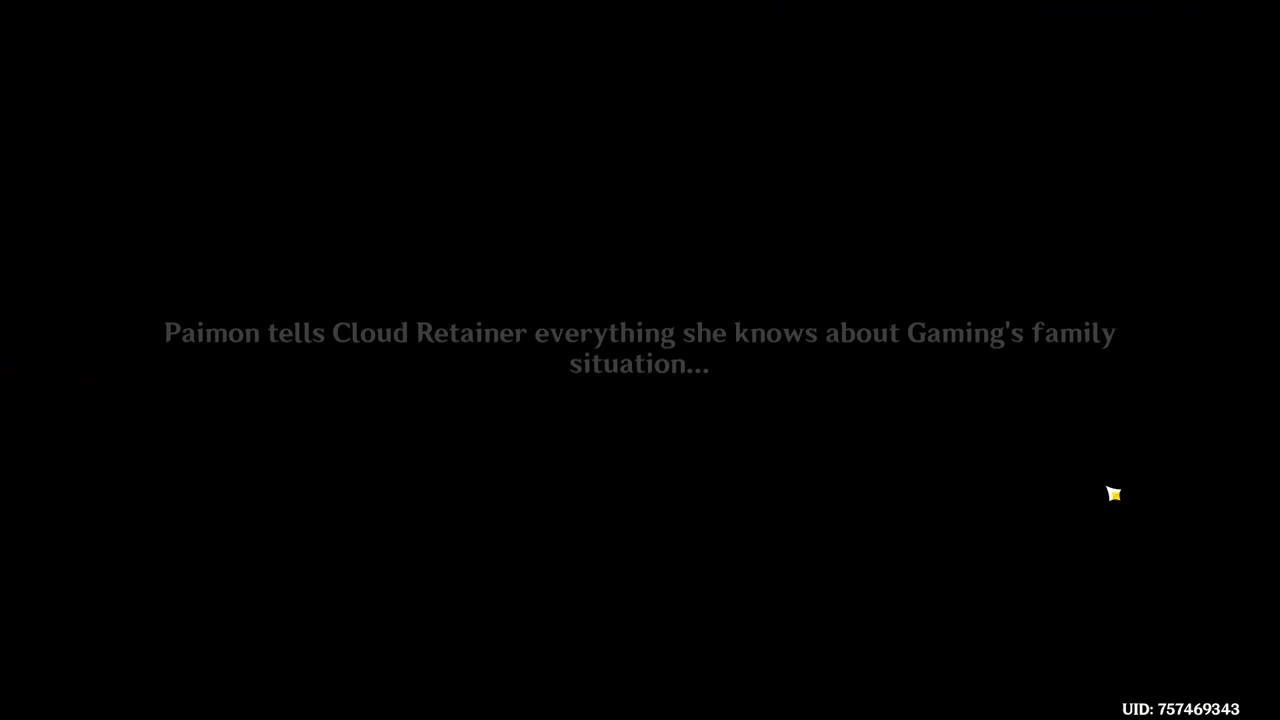 Paimon tells Cloud Retainer everything she knows about Gaming's family
situation...
UID: 757469343